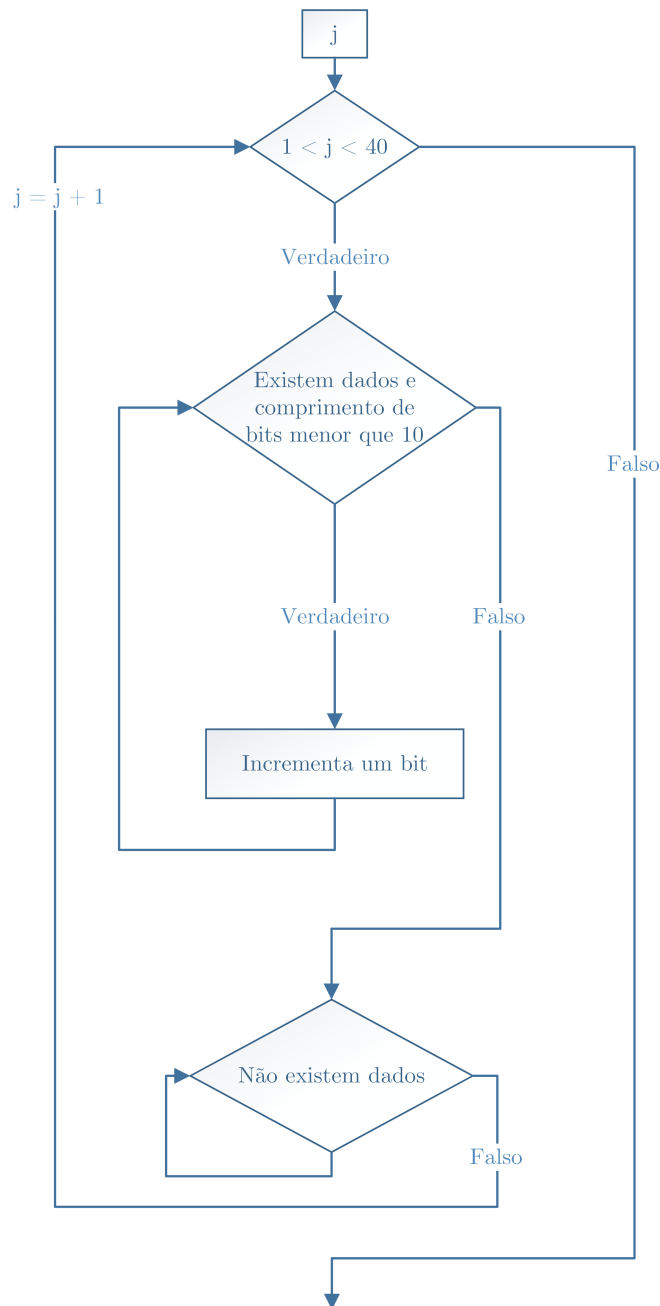 j
1 < j < 40
j = j + 1
Verdadeiro
Existem dados e
comprimento de
bits menor que 10
Falso
Verdadeiro
Falso
Incrementa um bit
Não existem dados
Falso